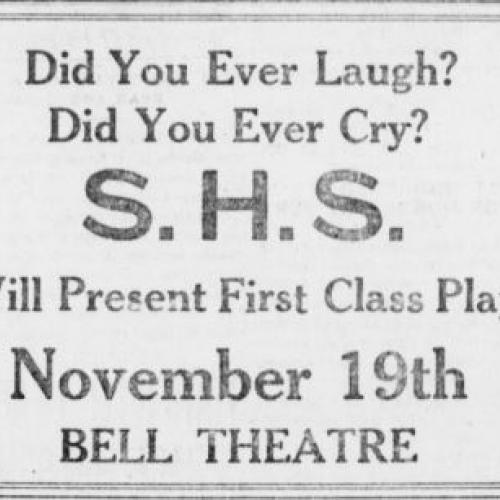 Did You Ever Laugh?
Did You Ever Cry?
S. H. S.
Will Present First Class Play
November 19th
BELL THEATRE